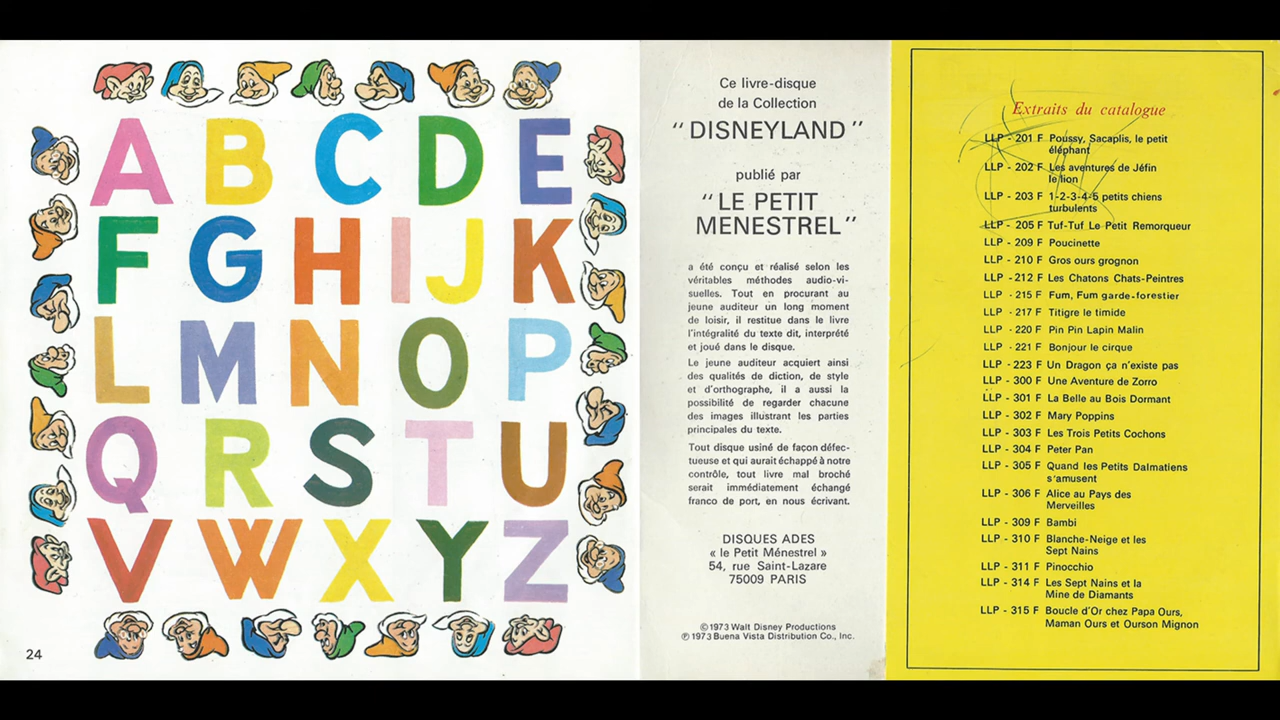 A B C D E
F G H I J K
L M N O P
Q R S T U
V W X Y Z
24
Ce livre-disque
de la Collection
"DISNEYLAND"
publié par
"LE PETIT
MENESTREL"
a été conçu et réalisé selon les
véritables méthodes audio-vi-
suelles. Tout en procurant au
jeune auditeur un long moment
de loisir, il restitue dans le livre
l'intégralité du texte dit, interprété
et joué dans le disque.
Le jeune auditeur acquiert ainsi
des qualités de diction, de style
et d'orthographe, il a aussi la
possibilité de regarder chacune
des images illustrant les parties
principales du texte.
Tout disque usiné de façon défec-
tueuse et qui aurait échappé à notre
contrôle, tout livre mal broché
serait immédiatement échangé
franco de port, en nous écrivant.
DISQUES ADES
« le Petit Ménestrel »
54, rue Saint-Lazare
75009 PARIS
©1973 Walt Disney Productions
℗1973 Buena Vista Distribution Co., Inc.
Extraits du catalogue
LLP - 201 F Poussy, Sacaplis, le petit
éléphant
LLP - 202 F Les aventures de Jéfin
le lion
LLP - 203 F 1-2-3-4-5 petits chiens
turbulents
LLP - 205 F Tuf-Tuf Le Petit Remorqueur
LLP - 209 F Poucinette
LLP - 210 F Gros ours grognon
LLP - 212 F Les Chatons Chats-Peintres
LLP - 215 F Fum, Fum garde-forestier
LLP - 217 F Titigre le timide
LLP - 220 F Pin Pin Lapin Malin
LLP - 221 F Bonjour le cirque
LLP - 223 F Un Dragon ça n'existe pas
LLP - 300 F Une Aventure de Zorro
LLP - 301 F La Belle au Bois Dormant
LLP - 302 F Mary Poppins
LLP - 303 F Les Trois Petits Cochons
LLP - 304 F Peter Pan
LLP - 305 F Quand les Petits Dalmatiens
s'amusent
LLP - 306 F Alice au Pays des
Merveilles
LLP - 309 F Bambi
LLP - 310 F Blanche-Neige et les
Sept Nains
LLP - 311 F Pinocchio
LLP - 314 F Les Sept Nains et la
Mine de Diamants
LLP - 315 F Boucle d'Or chez Papa Ours,
Maman Ours et Ourson Mignon